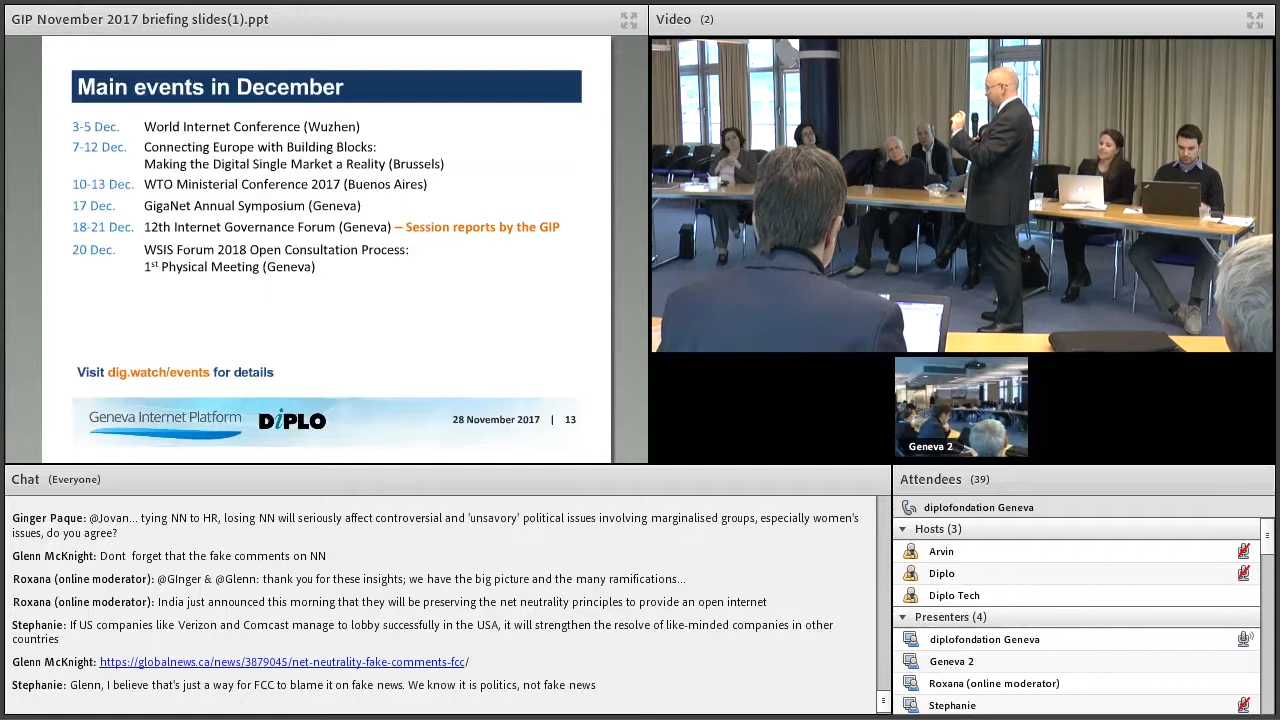 GIP November 2017 briefing slides(1).ppt
Main events in December
3-5 Dec. World Internet Conference (Wuzhen)
7-12 Dec. Connecting Europe with Building Blocks:
Making the Digital Single Market a Reality (Brussels)
10-13 Dec. WTO Ministerial Conference 2017 (Buenos Aires)
17 Dec. GigaNet Annual Symposium (Geneva)
18-21 Dec. 12th Internet Governance Forum (Geneva) – Session reports by the GIP
20 Dec. WSIS Forum 2018 Open Consultation Process:
1st Physical Meeting (Geneva)
Visit dig.watch/events for details
Geneva Internet Platform DiPLO 28 November 2017 | 13
Video (2)
Geneva 2
Chat (Everyone)
Ginger Paque: @Jovan... tying NN to HR, losing NN will seriously affect controversial and 'unsavory' political issues involving marginalised groups, especially women's
issues, do you agree?
Glenn McKnight: Dont forget that the fake comments on NN
Roxana (online moderator): @GInger & @Glenn: thank you for these insights; we have the big picture and the many ramifications...
Roxana (online moderator): India just announced this morning that they will be preserving the net neutrality principles to provide an open internet
Stephanie: If US companies like Verizon and Comcast manage to lobby successfully in the USA, it will strengthen the resolve of like-minded companies in other
countries
Glenn McKnight: https://globalnews.ca/news/3879045/net-neutrality-fake-comments-fcc/
Stephanie: Glenn, I believe that's just a way for FCC to blame it on fake news. We know it is politics, not fake news
Attendees (39)
diplofondation Geneva
Hosts (3)
Arvin
Diplo
Diplo Tech
Presenters (4)
diplofondation Geneva
Geneva 2
Roxana (online moderator)
Stephanie